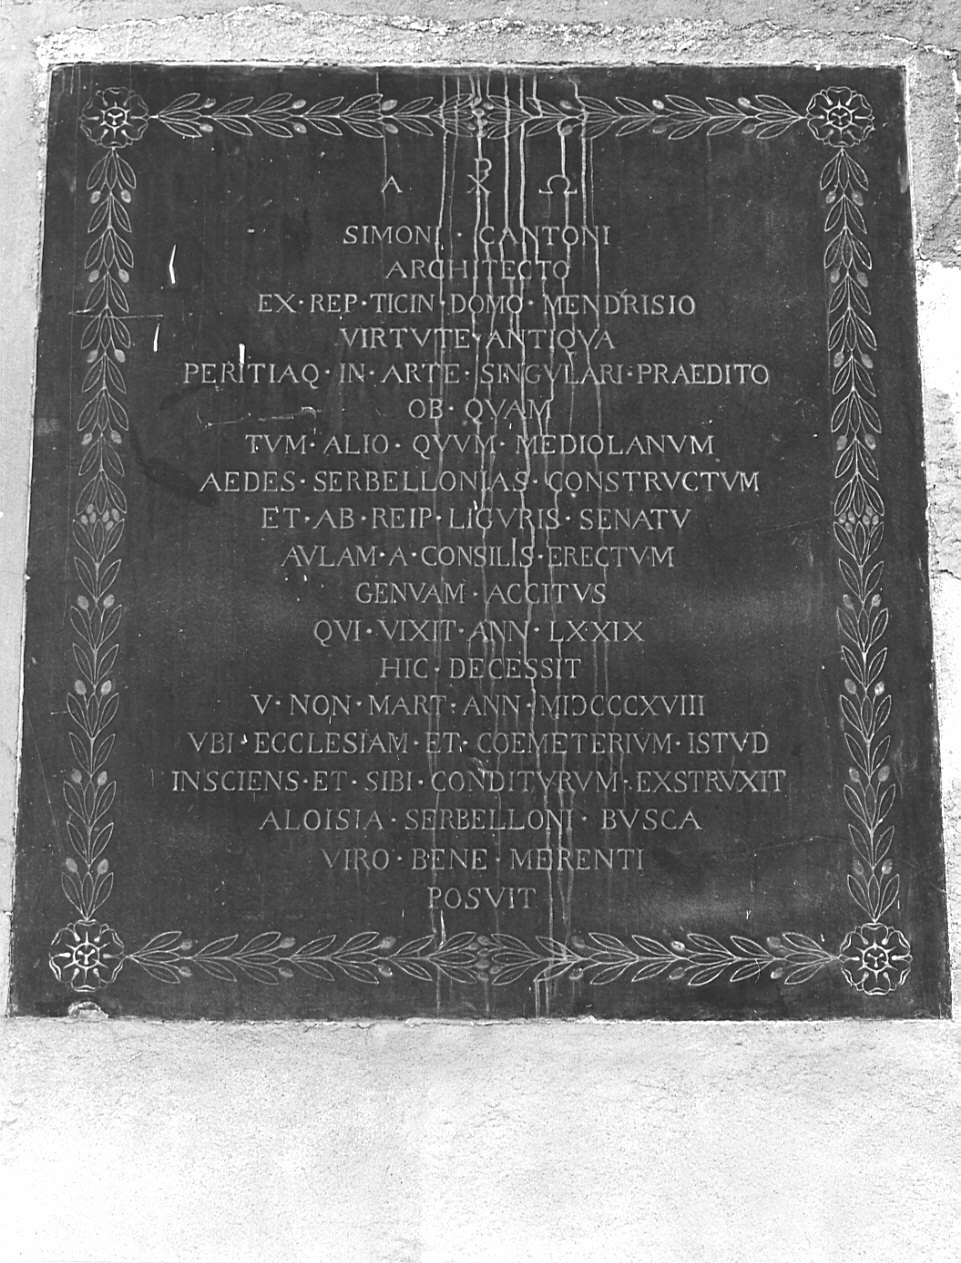 A ☧ Ω
SIMONI · CANTONI
ARCHITECTO
EX·REP·TICIN·DOMO·MENDRISIO
VIRTVTE·ANTIQVA
PERITIAQ·IN·ARTE·SINGVLARI·PRAEDITO
OB·QVAM
TVM·ALIO·QVVM·MEDIOLANVM
AEDES·SERBELLONIAS·CONSTRVCTVM
ET·AB·REIP·LIGVRIS·SENATV
AVLAM·A·CONSILIS·ERECTVM
GENVAM·ACCITVS
QVI·VIXIT·ANN·LXXIX
HIC·DECESSIT
V·NON·MART·ANN·MDCCCXVIII
VBI·ECCLESIAM·ET·COEMETERIVM·ISTVD
INSCIENS·ET·SIBI·CONDITVRVM·EXSTRVXIT
ALOISIA·SERBELLONI·BVSCA
VIRO·BENE·MERENTI
POSVIT